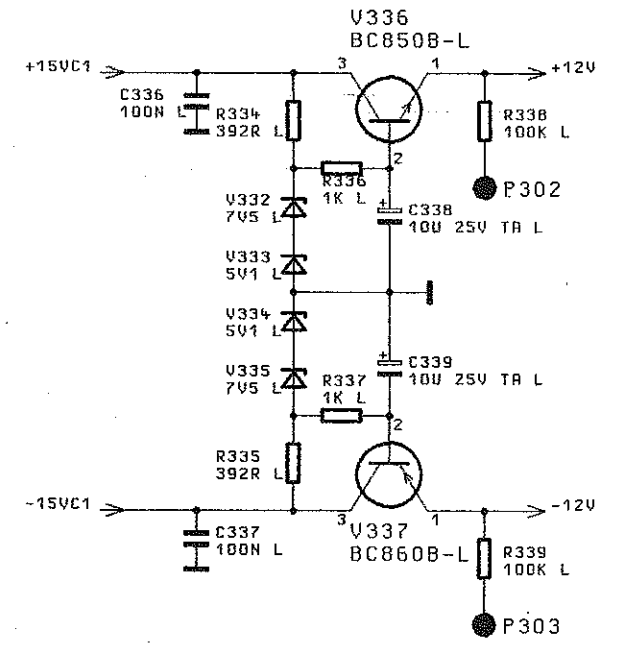 V336
BC850B-L
+15VC1
3
1
+12V
C336
100N L
R334
392R L
R338
100K L
2
R336
1K L
P302
V332
7V5 L
C338
10U 25V TA L
+
V333
5V1 L
V334
5V1 L
C339
10U 25V TA L
+
V335
7V5 L
R337
1K L
2
R335
392R L
-15VC1
3
1
-12V
V337
BC860B-L
C337
100N L
R339
100K L
P303